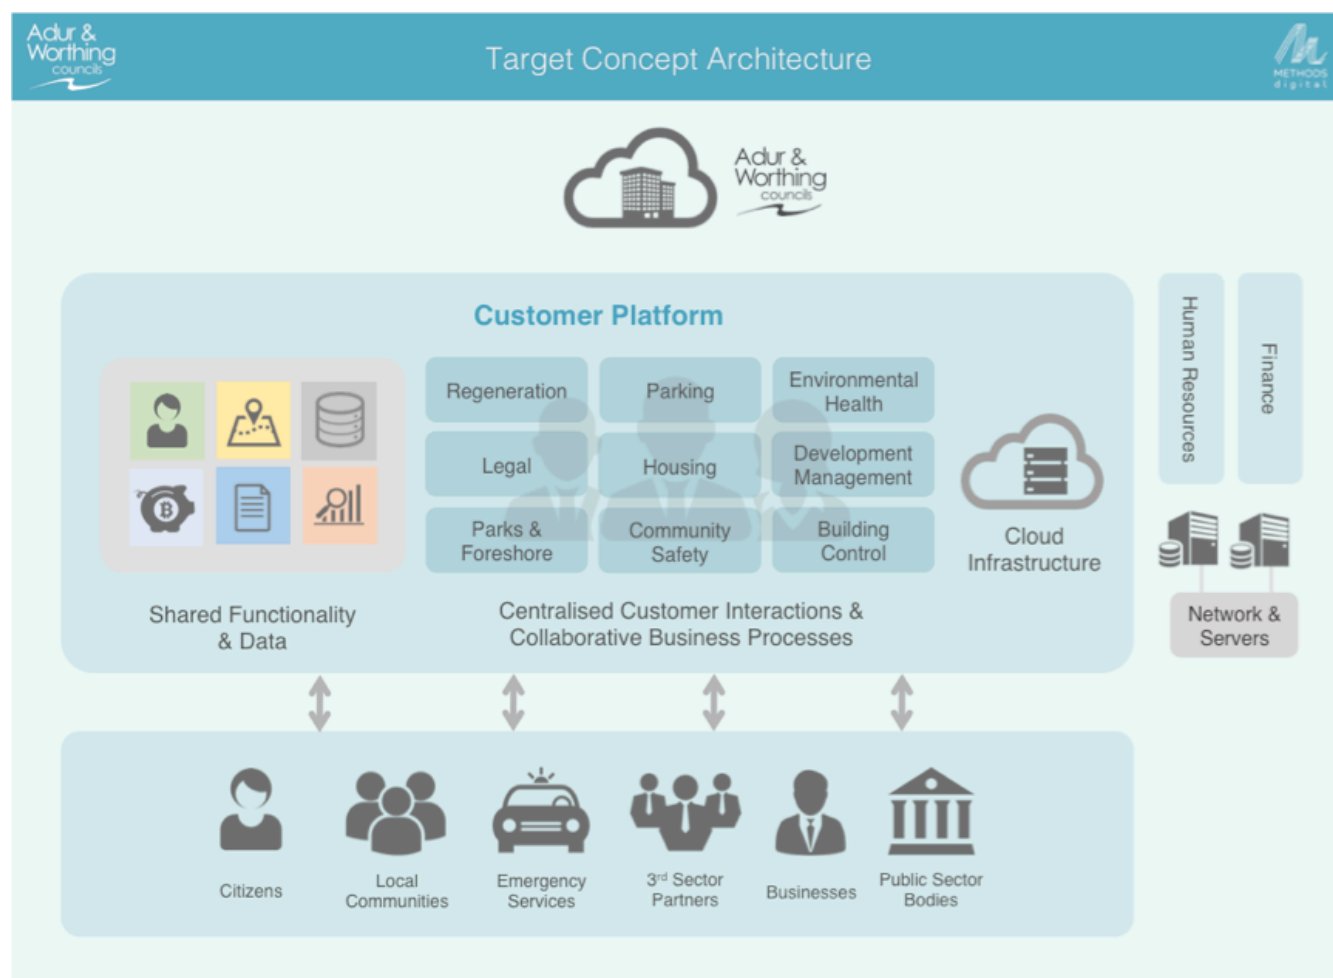 Adur &
Worthing
councils
Target Concept Architecture
METHODS
digital
Adur &
Worthing
councils
Customer Platform
Regeneration
Parking
Environmental
Health
Legal
Housing
Development
Management
Parks &
Foreshore
Community
Safety
Building
Control
Cloud
Infrastructure
Shared Functionality
& Data
Centralised Customer Interactions &
Collaborative Business Processes
Human Resources
Finance
Network &
Servers
Citizens
Local
Communities
Emergency
Services
3rd Sector
Partners
Businesses
Public Sector
Bodies